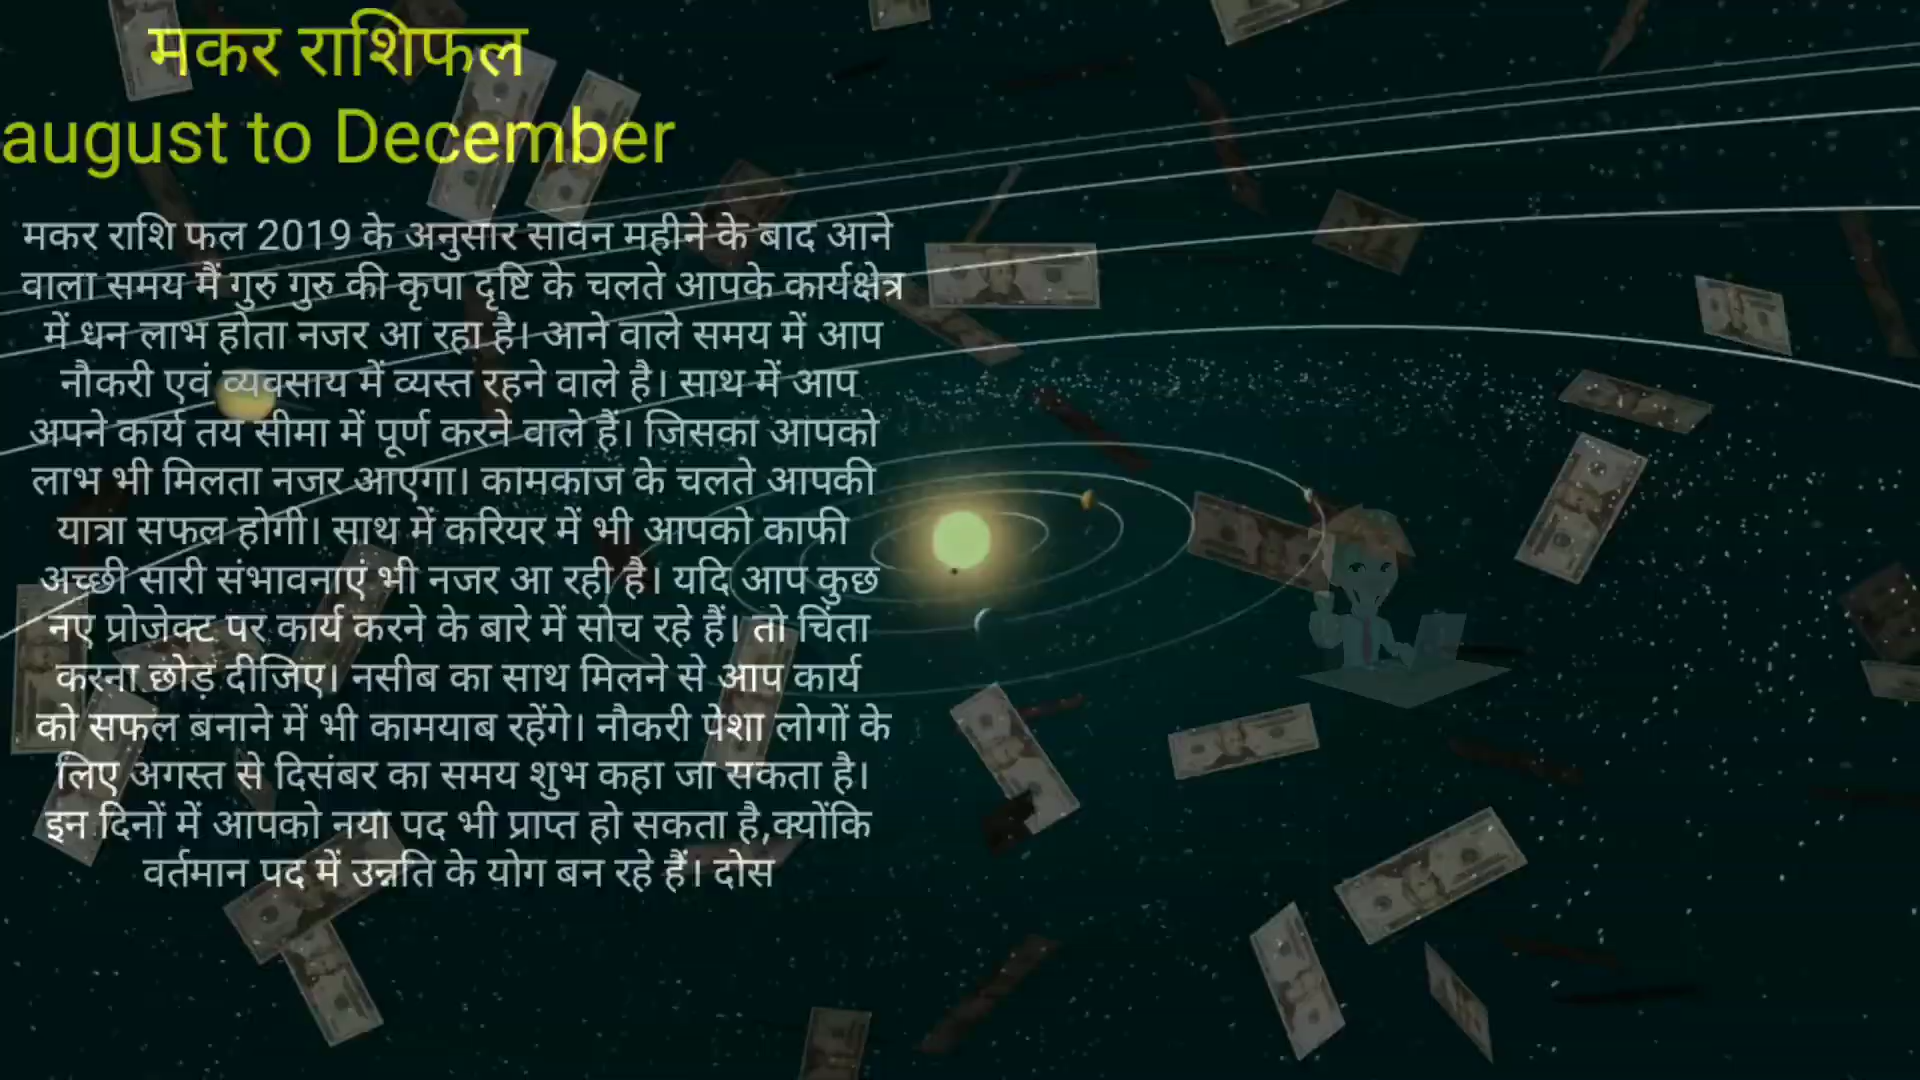 मकर राशिफल
august to December
मकर राशि फल 2019 के अनुसार सावन महीने के बाद आने
वाला समय मैं गुरु गुरु की कृपा दृष्टि के चलते आपके कार्यक्षेत्र
में धन लाभ होता नजर आ रहा है। आने वाले समय में आप
नौकरी एवं व्यवसाय में व्यस्त रहने वाले है। साथ में आप
अपने कार्य तय सीमा में पूर्ण करने वाले हैं। जिसका आपको
लाभ भी मिलता नजर आएगा। कामकाज के चलते आपकी
यात्रा सफल होगी। साथ में करियर में भी आपको काफी
अच्छी सारी संभावनाएं भी नजर आ रही है। यदि आप कुछ
नए प्रोजेक्ट पर कार्य करने के बारे में सोच रहे हैं। तो चिंता
करना छोड़ दीजिए। नसीब का साथ मिलने से आप कार्य
को सफल बनाने में भी कामयाब रहेंगे। नौकरी पेशा लोगों के
लिए अगस्त से दिसंबर का समय शुभ कहा जा सकता है।
इन दिनों में आपको नया पद भी प्राप्त हो सकता है,क्योंकि
वर्तमान पद में उन्नति के योग बन रहे हैं। दोस